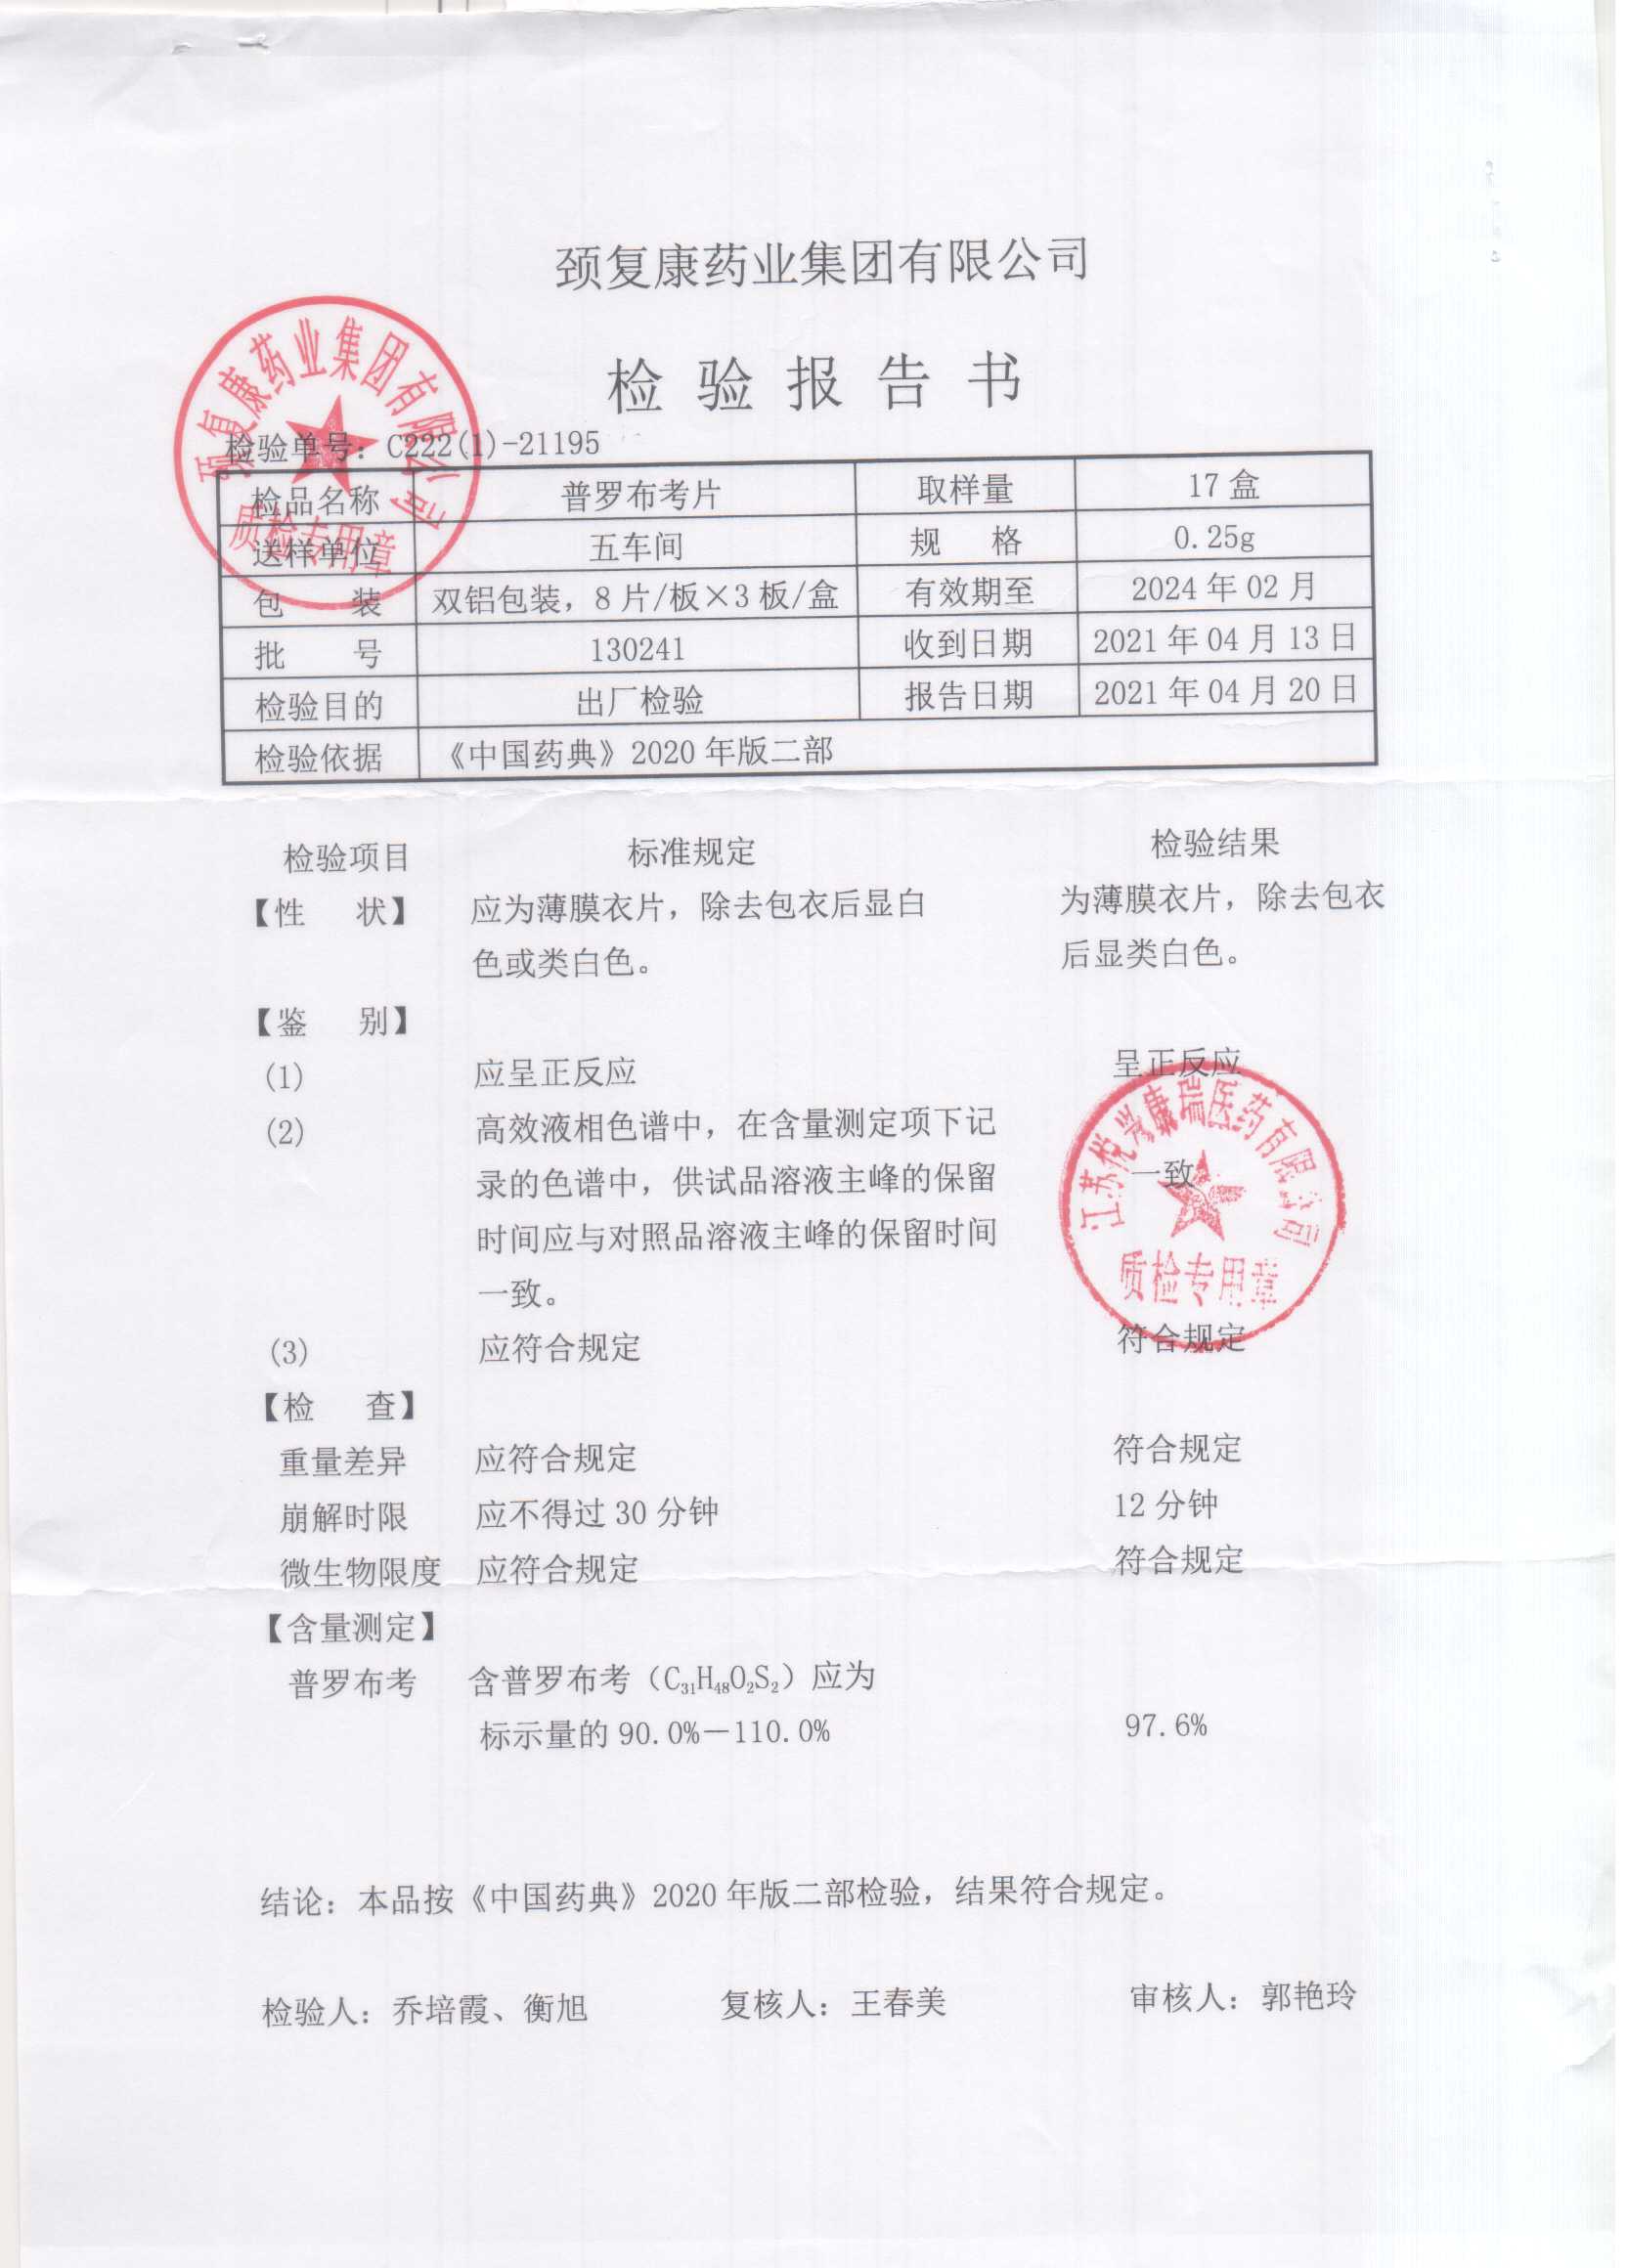 颈复康药业集团有限公司
检验报告书
检验单号：C222(1)-21195
检品名称 普罗布考片 取样量 17盒
送样单位 五车间 规 格 0.25g
包 装 双铝包装，8片/板×3板/盒 有效期至 2024年02月
批 号 130241 收到日期 2021年04月13日
检验目的 出厂检验 报告日期 2021年04月20日
检验依据 《中国药典》2020年版二部
颈复康药业集团有限公司
质检专用章
检验项目 标准规定 检验结果
【性 状】 应为薄膜衣片，除去包衣后显白 为薄膜衣片，除去包衣
色或类白色。 后显类白色。
【鉴 别】
(1) 应呈正反应 呈正反应
(2) 高效液相色谱中，在含量测定项下记
录的色谱中，供试品溶液主峰的保留 一致
时间应与对照品溶液主峰的保留时间
一致。
江苏悦兴康瑞医药有限公司
质检专用章
(3) 应符合规定 符合规定
【检 查】
重量差异 应符合规定 符合规定
崩解时限 应不得过30分钟 12分钟
微生物限度 应符合规定 符合规定
【含量测定】
普罗布考 含普罗布考（C₃₁H₄₈O₂S₂）应为
标示量的90.0%－110.0% 97.6%
结论：本品按《中国药典》2020年版二部检验，结果符合规定。
检验人：乔培霞、衡旭 复核人：王春美 审核人：郭艳玲